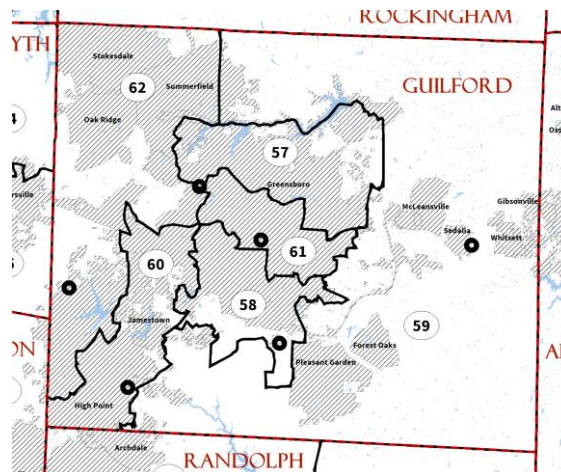 ROCKINGHAM
YTH
Stokesdale
GUILFORD
62
Summerfield
Oak Ridge
57
Greensboro
McLeansville
Gibsonville
Sedalia
Whitsett
61
60
58
59
Jamestown
Forest Oaks
Pleasant Garden
ON
High Point
Archdale
RANDOLPH